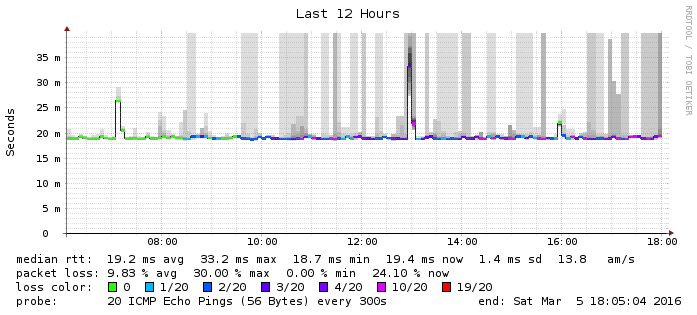 Last 12 Hours
RRDTOOL / TOBI OETIKER
Seconds
35 m
30 m
25 m
20 m
15 m
10 m
5 m
0
08:00 10:00 12:00 14:00 16:00 18:00
median rtt: 19.2 ms avg 33.2 ms max 18.7 ms min 19.4 ms now 1.4 ms sd 13.8 am/s
packet loss: 9.83 % avg 30.00 % max 0.00 % min 24.10 % now
loss color: 0 1/20 2/20 3/20 4/20 10/20 19/20
probe: 20 ICMP Echo Pings (56 Bytes) every 300s end: Sat Mar 5 18:05:04 2016